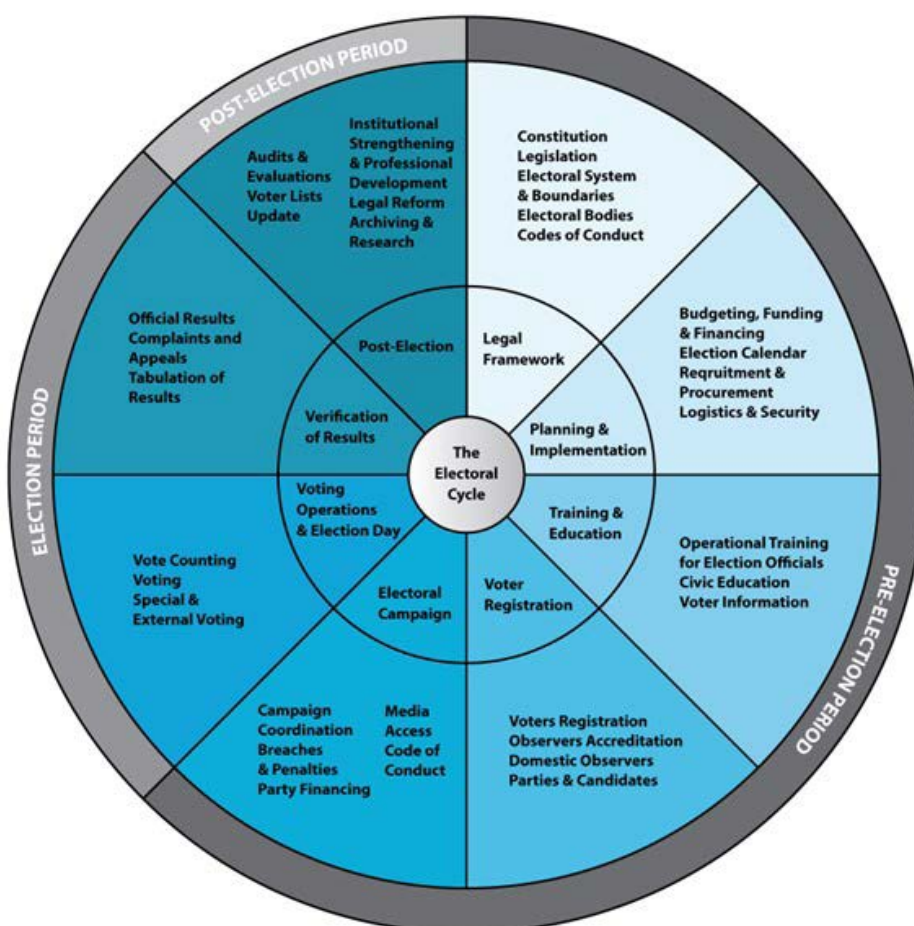 POST-ELECTION PERIOD
ELECTION PERIOD
PRE-ELECTION PERIOD
The
Electoral
Cycle
Legal
Framework
Constitution
Legislation
Electoral System
& Boundaries
Electoral Bodies
Codes of Conduct
Planning &
Implementation
Budgeting, Funding
& Financing
Election Calendar
Reqruitment &
Procurement
Logistics & Security
Training &
Education
Operational Training
for Election Officials
Civic Education
Voter Information
Voter
Registration
Voters Registration
Observers Accreditation
Domestic Observers
Parties & Candidates
Electoral
Campaign
Campaign
Coordination
Breaches
& Penalties
Party Financing
Media
Access
Code of
Conduct
Voting
Operations
& Election Day
Vote Counting
Voting
Special &
External Voting
Verification
of Results
Official Results
Complaints and
Appeals
Tabulation of
Results
Post-Election
Audits &
Evaluations
Voter Lists
Update
Institutional
Strengthening
& Professional
Development
Legal Reform
Archiving &
Research